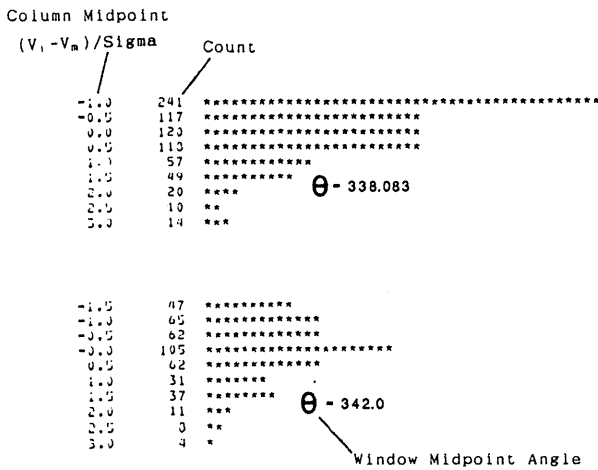 Column Midpoint
(Vᵢ-Vₘ)/Sigma
Count
-1.0 241 ********************************************
-0.5 117 ************************
0.0 120 ************************
0.5 118 ************************
1.0 57 ************
1.5 49 **********
2.0 20 ****
θ - 338.083
2.5 10 **
3.0 14 ***
-1.5 47 **********
-1.0 65 *************
-0.5 62 *************
-0.0 105 *********************
0.5 62 *************
1.0 31 *******
1.5 37 ********
2.0 11 ***
θ - 342.0
2.5 8 **
3.0 4 *
Window Midpoint Angle